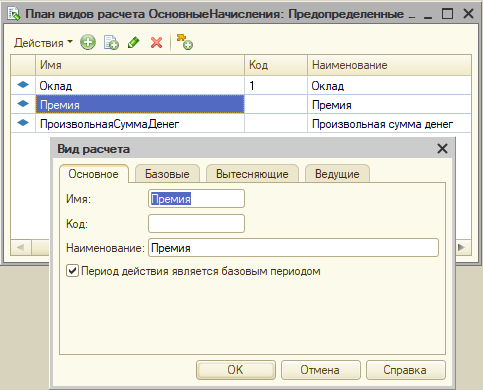 План видов расчета ОсновныеНачисления: Предопределенные ...
Действия
Имя Код Наименование
Оклад 1 Оклад
Премия Премия
ПроизвольнаяСуммаДенег Произвольная сумма денег
Вид расчета
Основное Базовые Вытесняющие Ведущие
Имя: Премия
Код:
Наименование: Премия
Период действия является базовым периодом
OK Отмена Справка